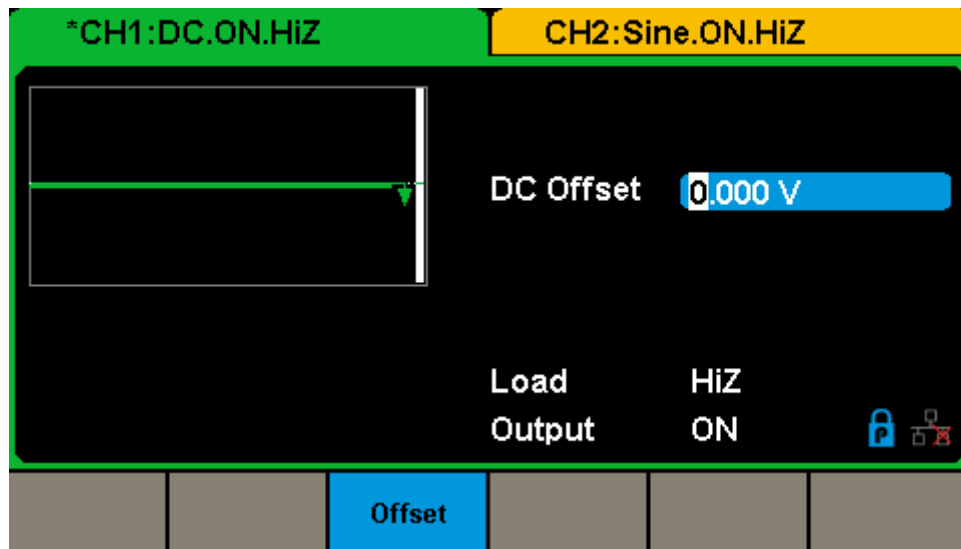 *CH1:DC.ON.HiZ
CH2:Sine.ON.HiZ
DC Offset 0.000 V
Load HiZ
Output ON
P
Offset